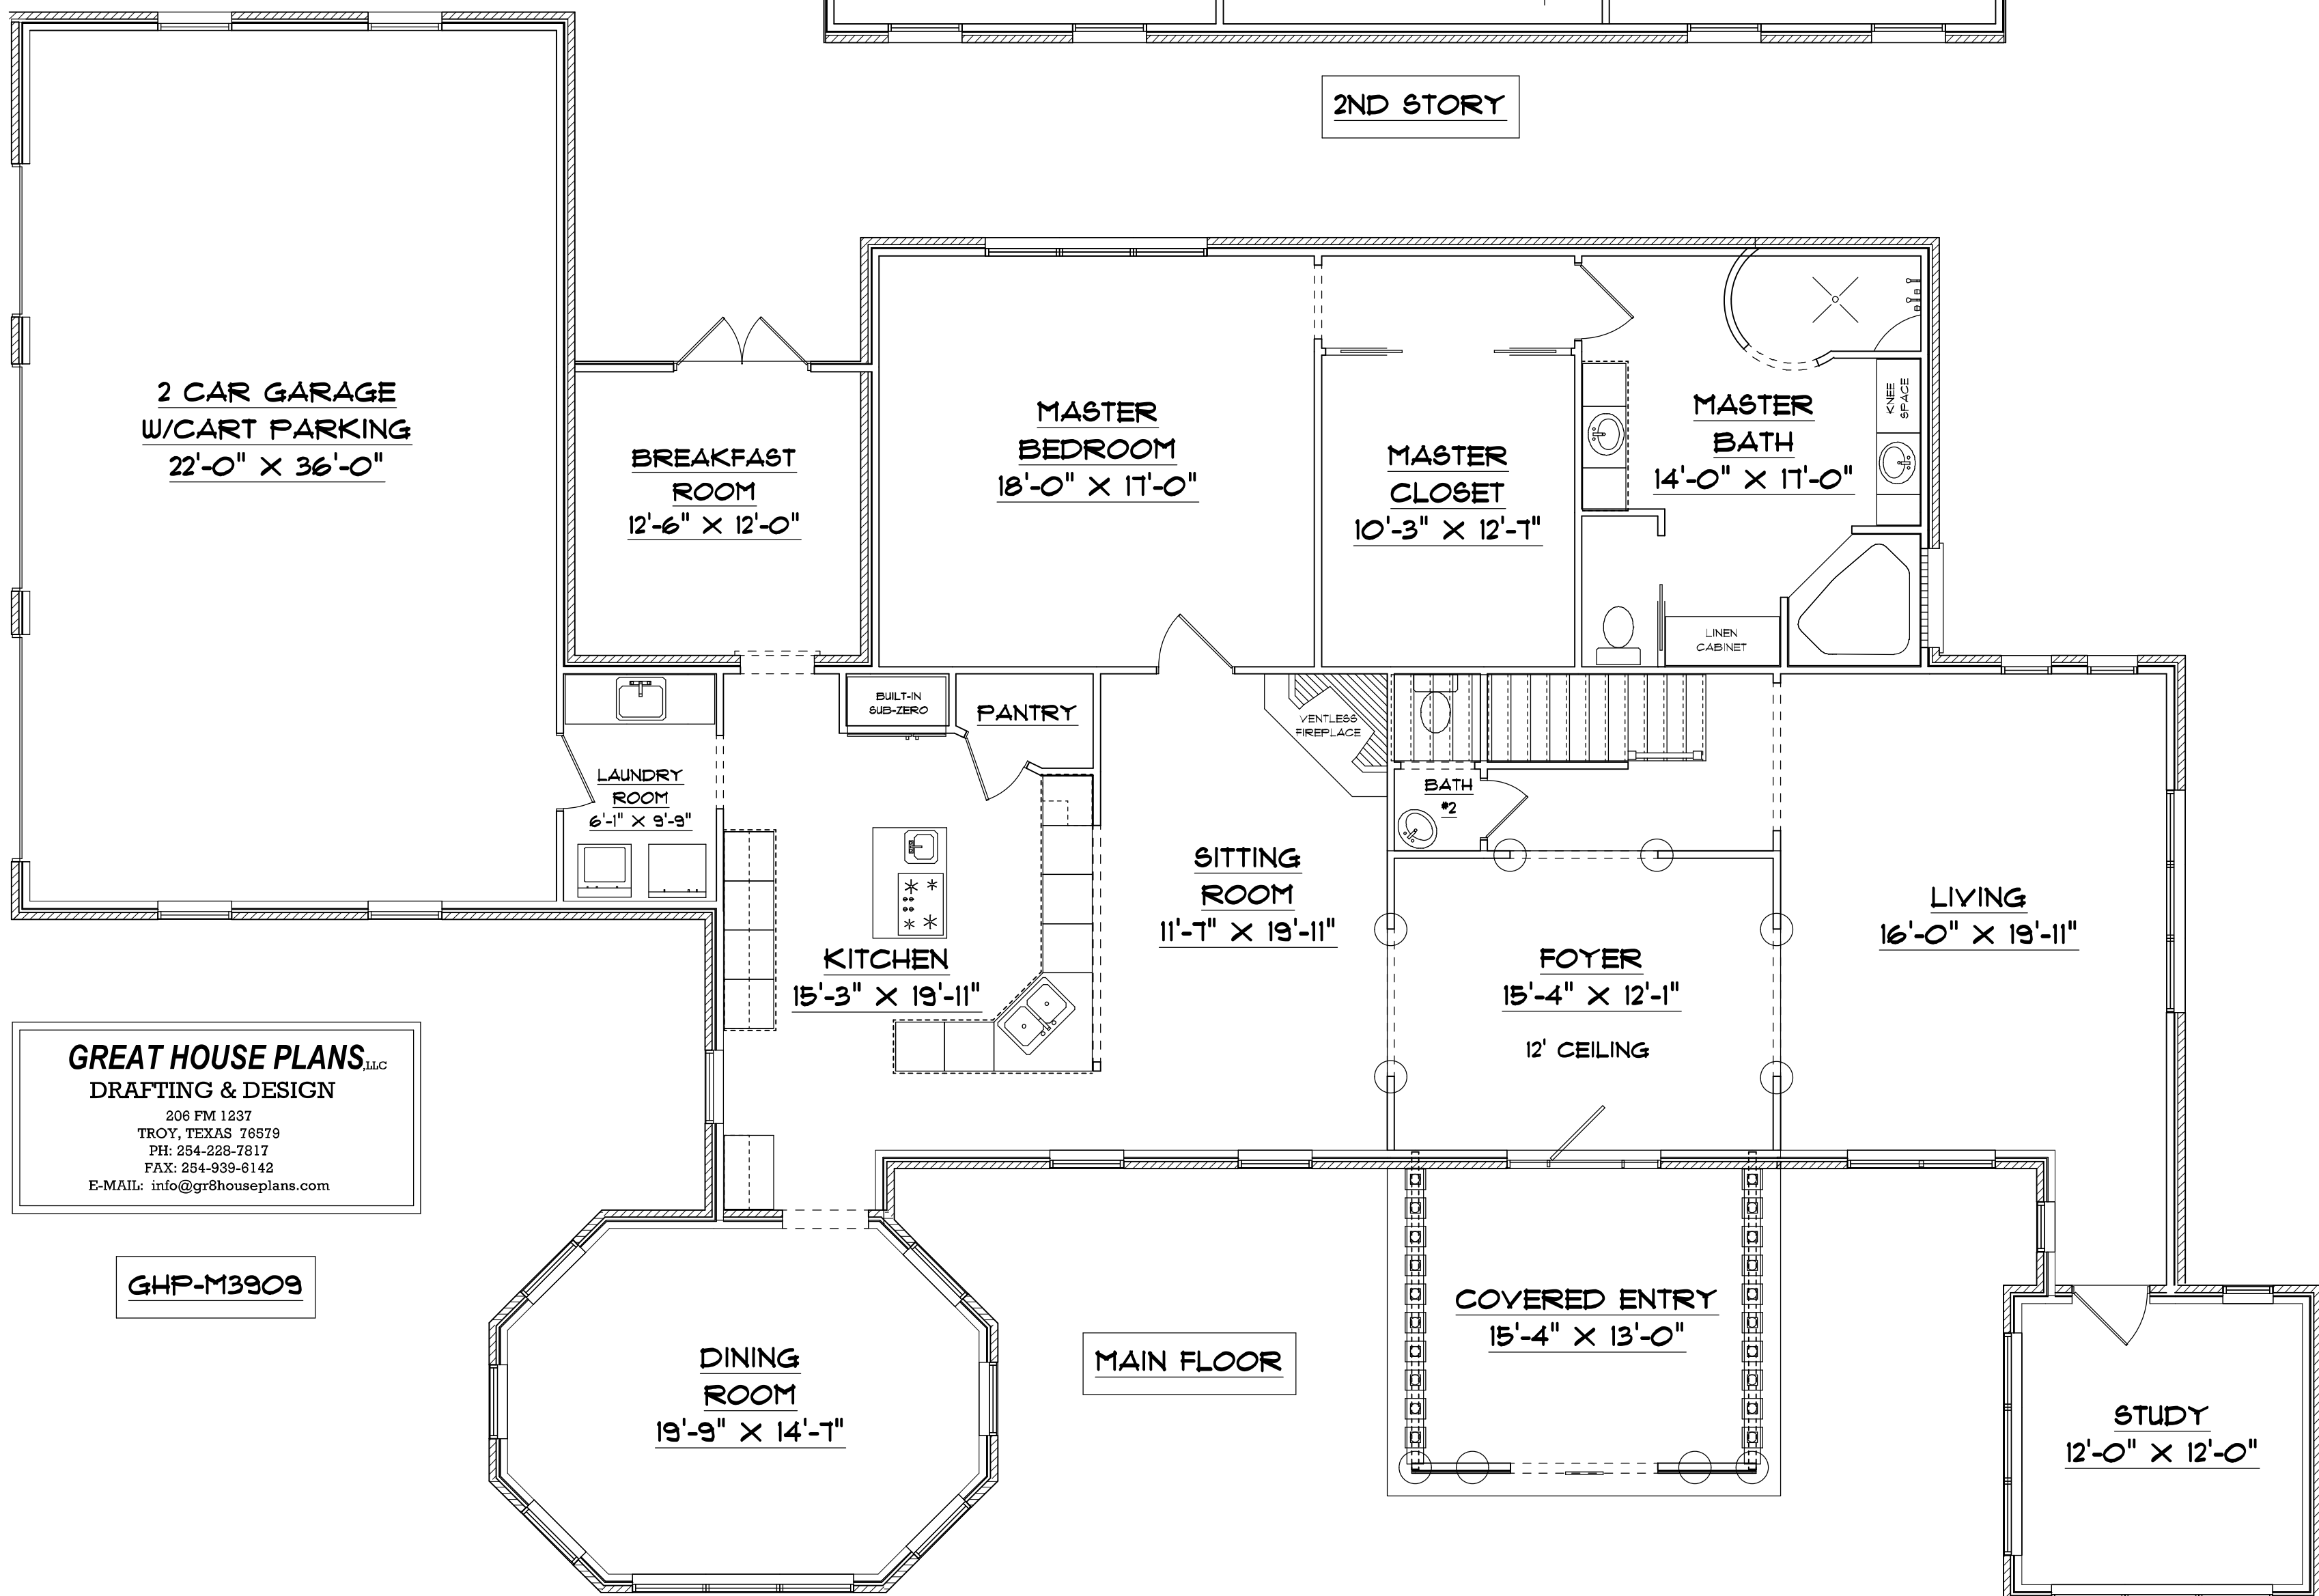 2ND STORY
2 CAR GARAGE
W/CART PARKING
22'-0" X 36'-0"
BREAKFAST
ROOM
12'-6" X 12'-0"
MASTER
BEDROOM
18'-0" X 17'-0"
MASTER
CLOSET
10'-3" X 12'-7"
MASTER
BATH
14'-0" X 17'-0"
KNEE
SPACE
LINEN
CABINET
BUILT-IN
SUB-ZERO
PANTRY
VENTLESS
FIREPLACE
LAUNDRY
ROOM
6'-1" X 9'-9"
BATH
#2
KITCHEN
15'-3" X 19'-11"
SITTING
ROOM
11'-7" X 19'-11"
FOYER
15'-4" X 12'-1"
12' CEILING
LIVING
16'-0" X 19'-11"
GREAT HOUSE PLANS,LLC
DRAFTING & DESIGN
206 FM 1237
TROY, TEXAS 76579
PH: 254-228-7817
FAX: 254-939-6142
E-MAIL: info@gr8houseplans.com
GHP-M3909
DINING
ROOM
19'-9" X 14'-7"
MAIN FLOOR
COVERED ENTRY
15'-4" X 13'-0"
STUDY
12'-0" X 12'-0"